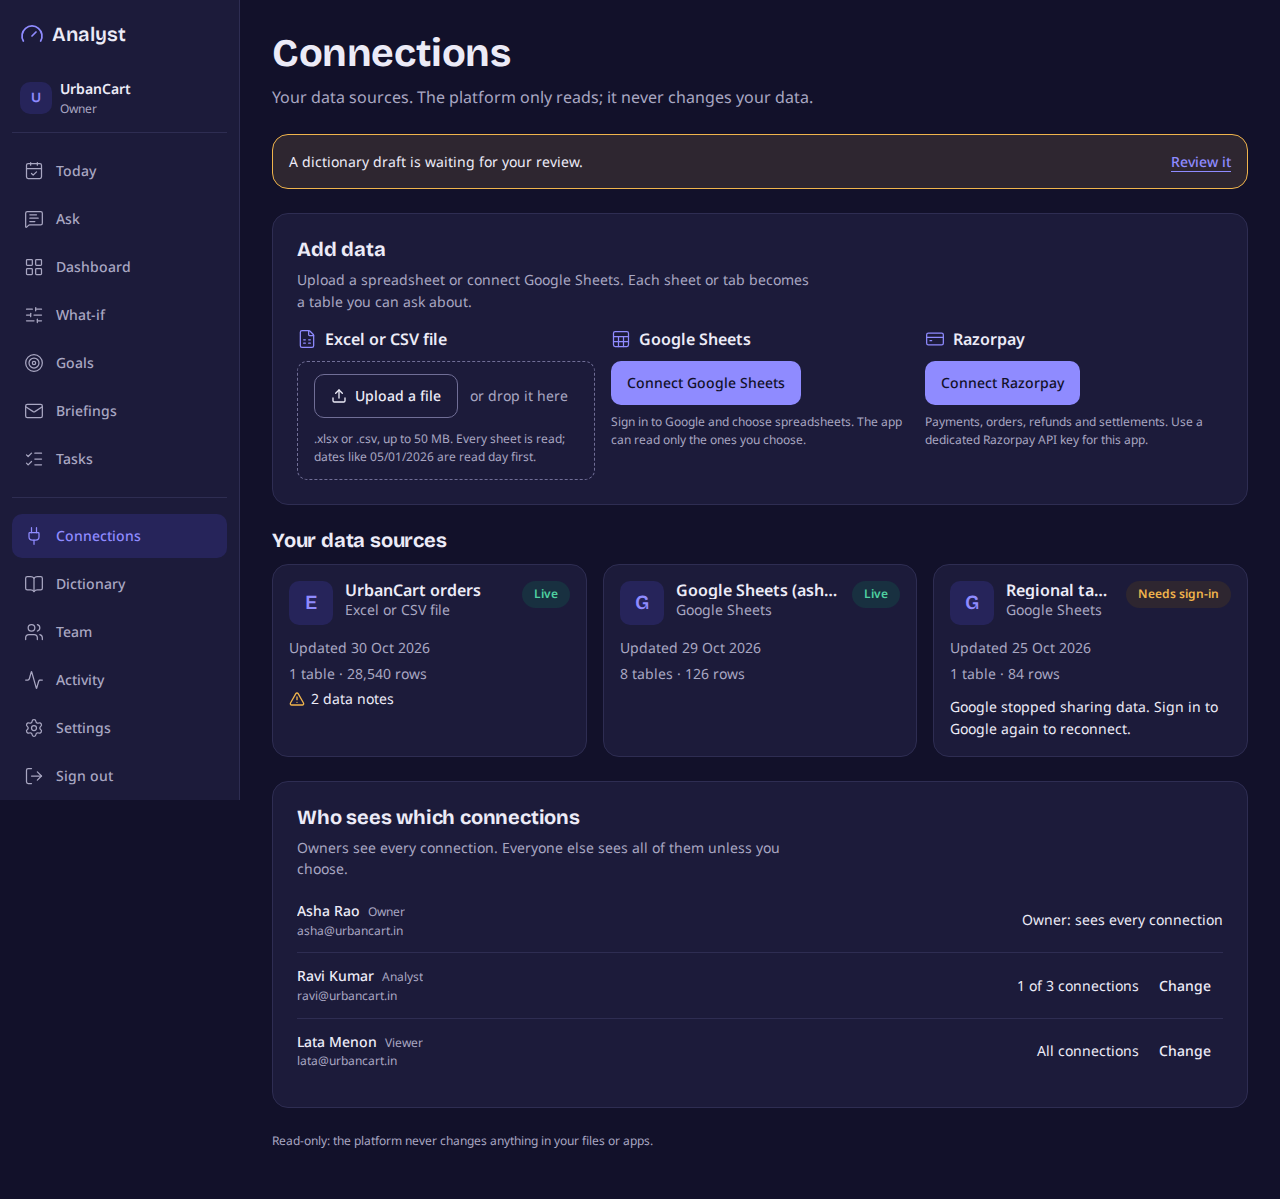 Analyst
U
UrbanCart
Owner
Today
Ask
Dashboard
What-if
Goals
Briefings
Tasks
Connections
Dictionary
Team
Activity
Settings
Sign out
Connections
Your data sources. The platform only reads; it never changes your data.
A dictionary draft is waiting for your review.
Review it
Add data
Upload a spreadsheet or connect Google Sheets. Each sheet or tab becomes
a table you can ask about.
Excel or CSV file
Upload a file
or drop it here
.xlsx or .csv, up to 50 MB. Every sheet is read;
dates like 05/01/2026 are read day first.
Google Sheets
Connect Google Sheets
Sign in to Google and choose spreadsheets. The app
can read only the ones you choose.
Razorpay
Connect Razorpay
Payments, orders, refunds and settlements. Use a
dedicated Razorpay API key for this app.
Your data sources
E
UrbanCart orders
Excel or CSV file
Live
Updated 30 Oct 2026
1 table · 28,540 rows
2 data notes
G
Google Sheets (ash...
Google Sheets
Live
Updated 29 Oct 2026
8 tables · 126 rows
G
Regional ta...
Google Sheets
Needs sign-in
Updated 25 Oct 2026
1 table · 84 rows
Google stopped sharing data. Sign in to
Google again to reconnect.
Who sees which connections
Owners see every connection. Everyone else sees all of them unless you
choose.
Asha Rao Owner
asha@urbancart.in
Owner: sees every connection
Ravi Kumar Analyst
ravi@urbancart.in
1 of 3 connections Change
Lata Menon Viewer
lata@urbancart.in
All connections Change
Read-only: the platform never changes anything in your files or apps.